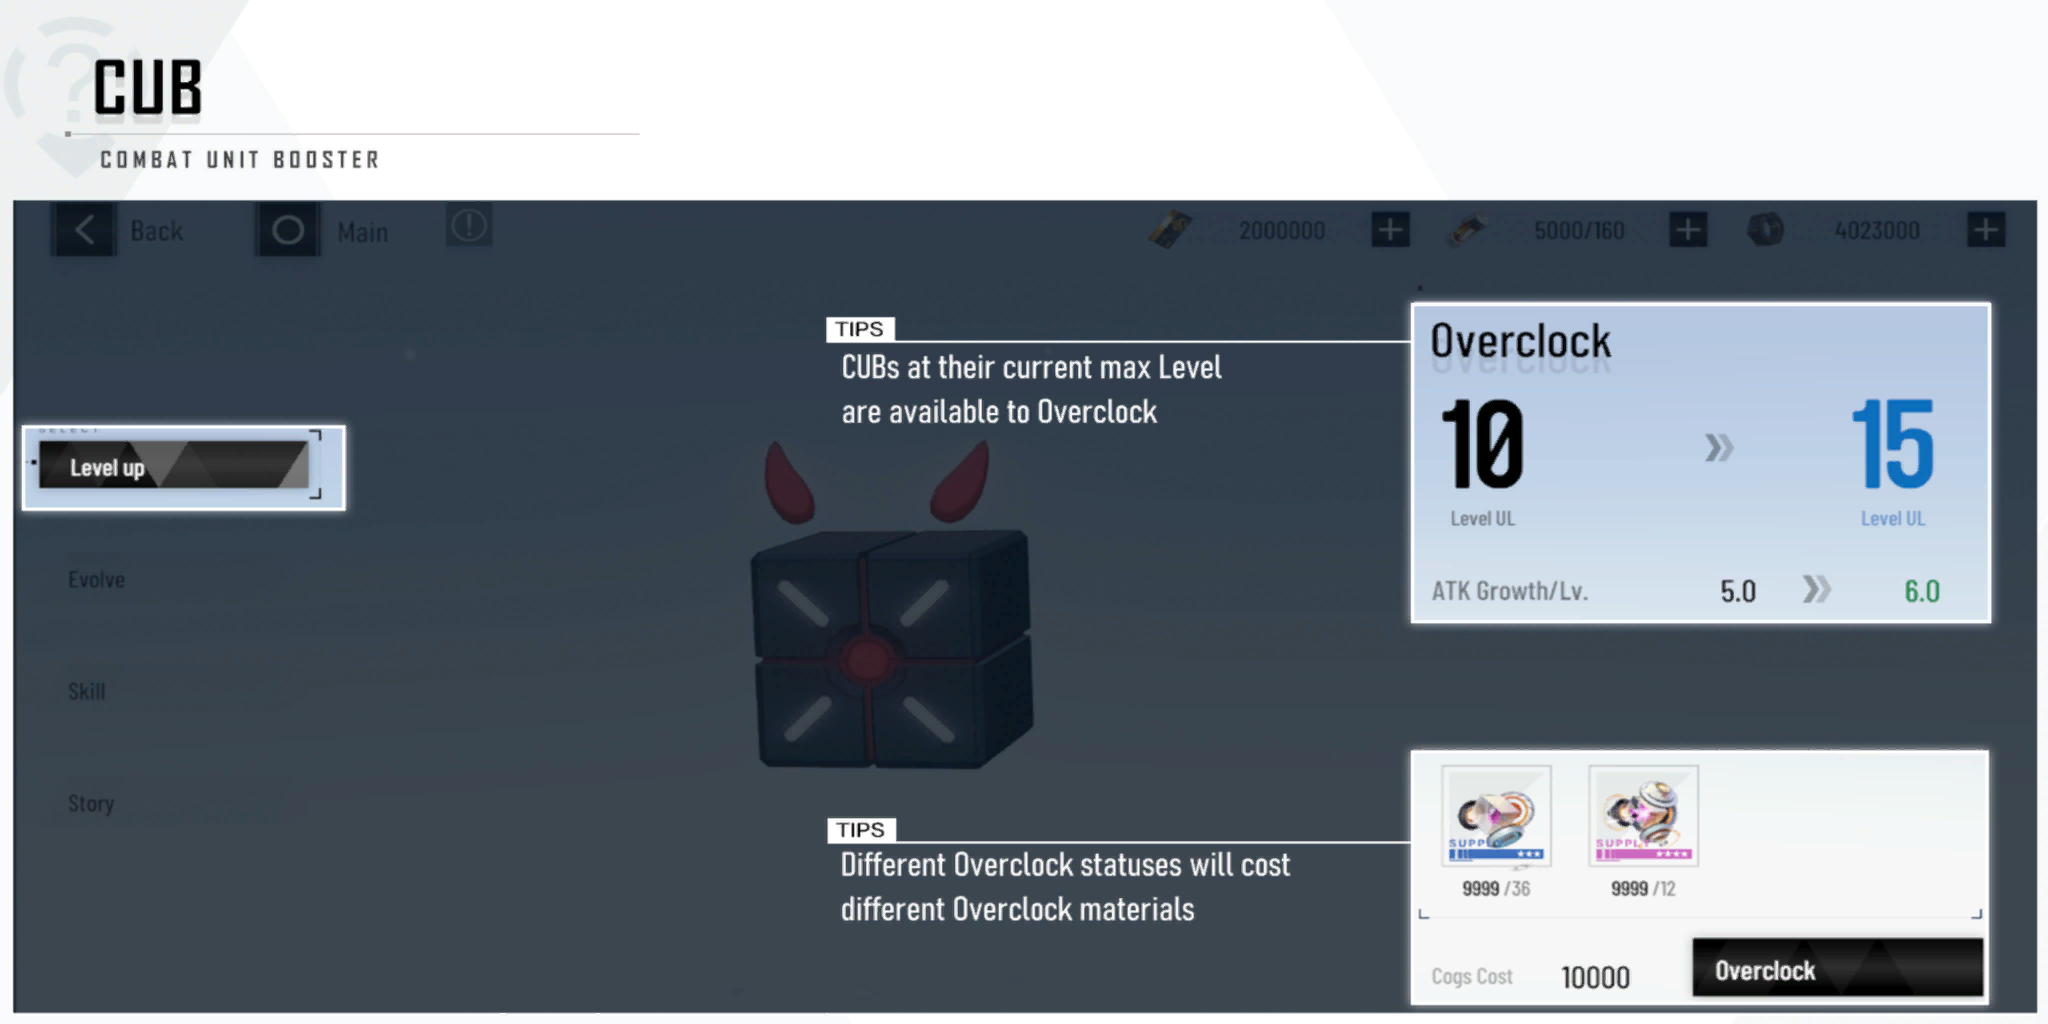 CUB
COMBAT UNIT BOOSTER
Back
Main
2000000
5000/160
4023000
TIPS
CUBs at their current max Level
are available to Overclock
Overclock
10
15
Level UL
Level UL
ATK Growth/Lv.
5.0
6.0
SELECT
Level up
Evolve
Skill
Story
TIPS
Different Overclock statuses will cost
different Overclock materials
SUPPLY
SUPPLY
9999 /36
9999 /12
Cogs Cost
10000
Overclock